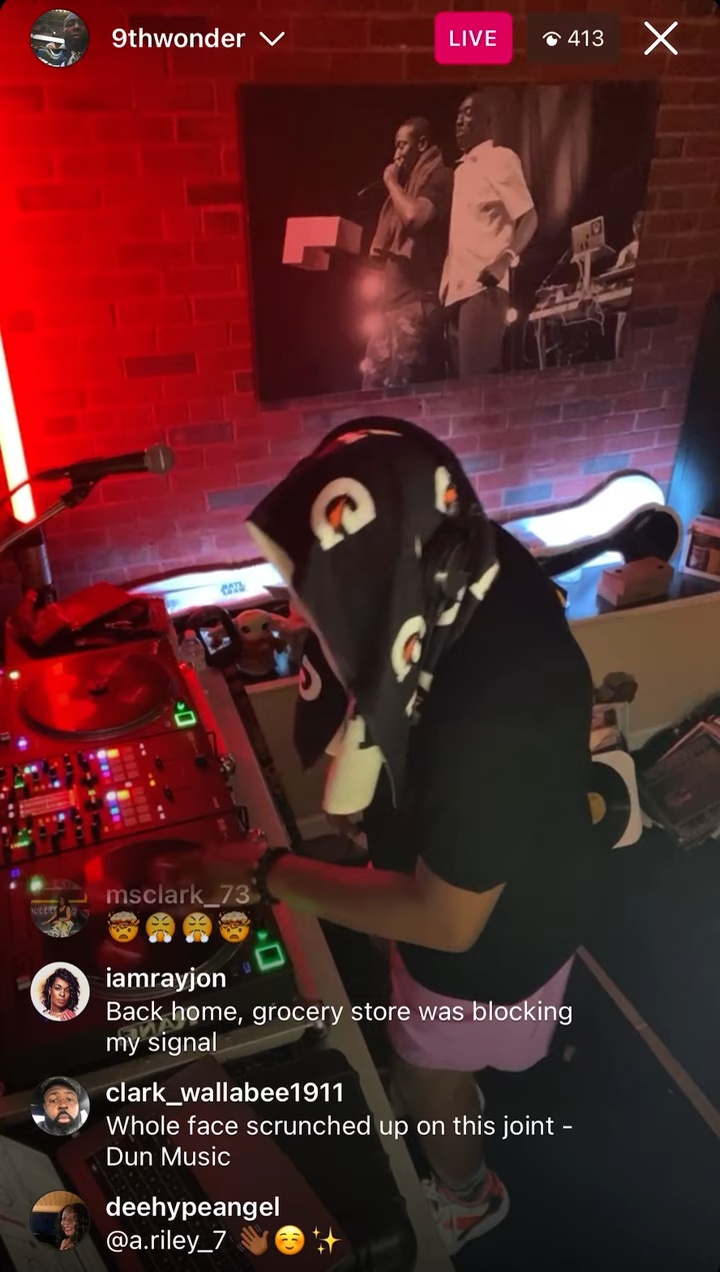 9thwonder
LIVE
413
msclark_73
🤯😤😤🤯
iamrayjon
Back home, grocery store was blocking
my signal
clark_wallabee1911
Whole face scrunched up on this joint -
Dun Music
deehypeangel
@a.riley_7 👋🏾☺️✨